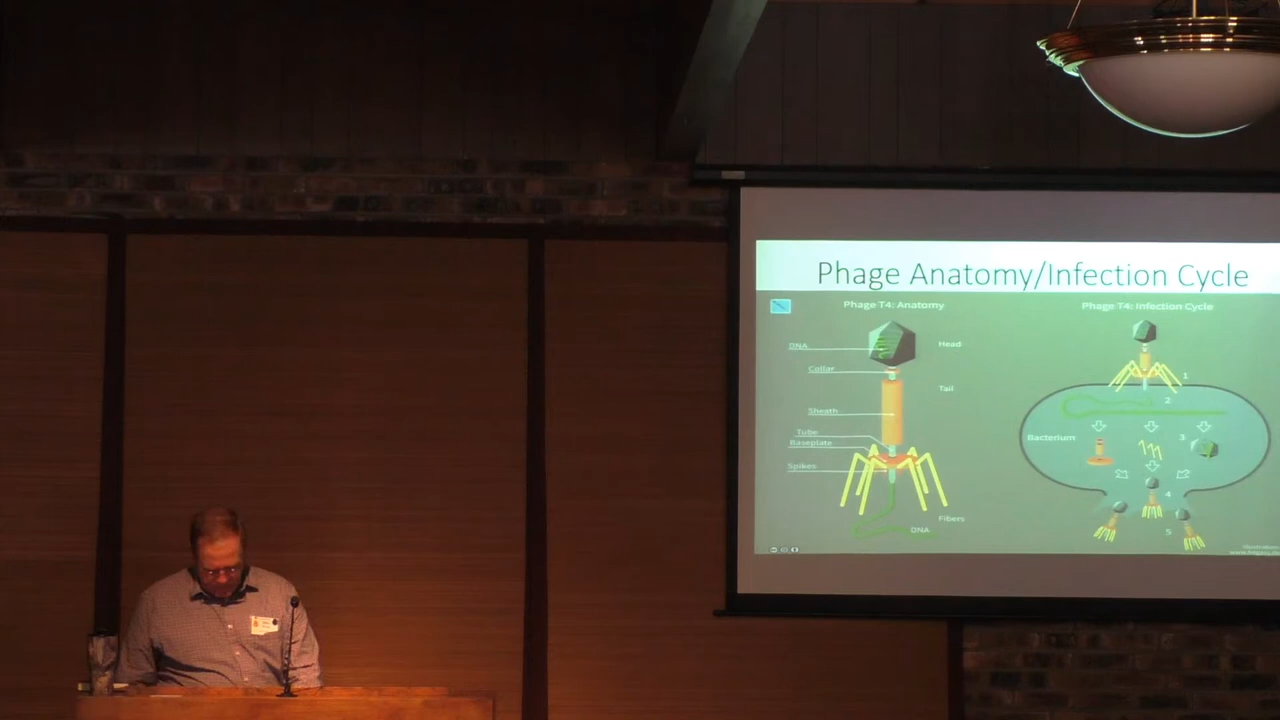 Phage Anatomy/Infection Cycle
Phage T4: Anatomy
DNA
Head
Collar
Tail
Sheath
Tube
Baseplate
Spikes
Fibers
DNA
Phage T4: Infection Cycle
1
2
Bacterium
3
4
5